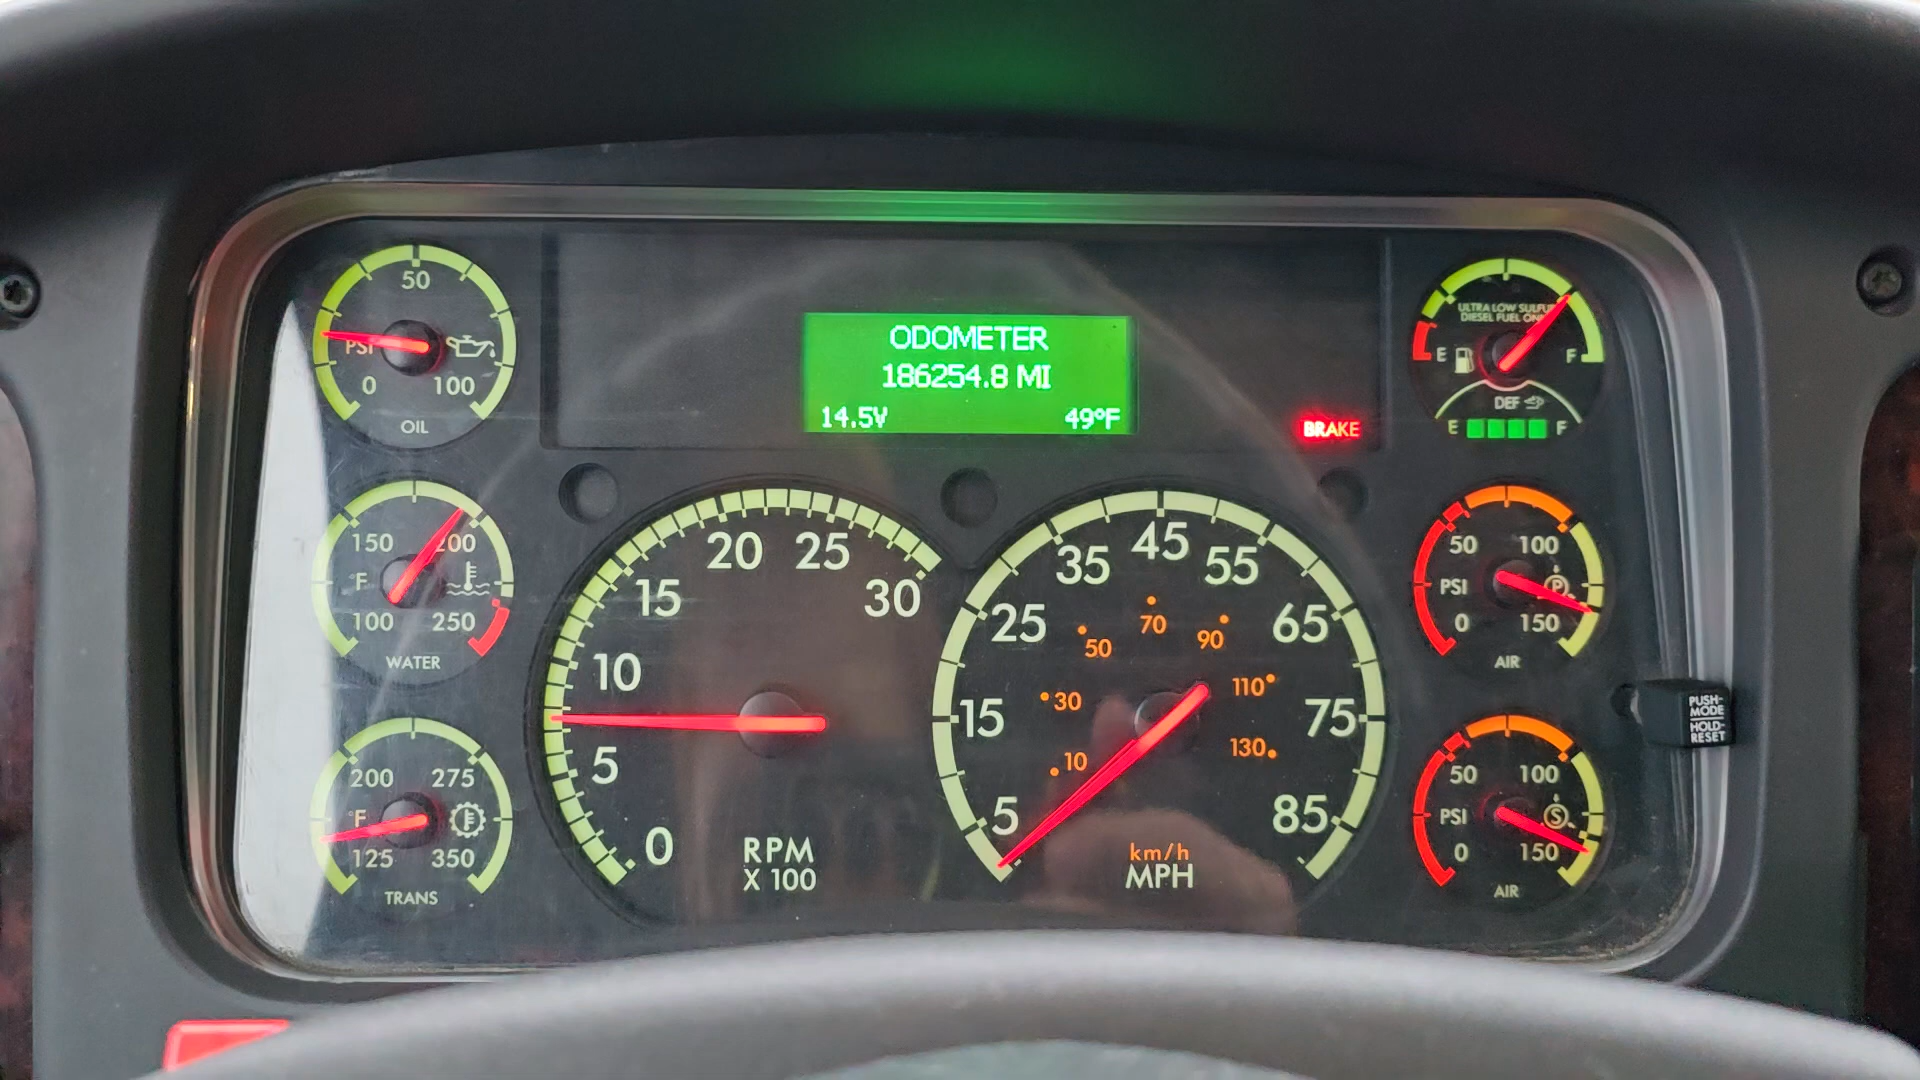 50
PSI
0 100
OIL
150 200
°F
100 250
WATER
200 275
°F
125 350
TRANS
ODOMETER
186254.8 MI
14.5V 49°F
BRAKE
0 5 10 15 20 25 30
RPM
X 100
5 15 25 35 45 55 65 75 85
10 30 50 70 90 110 130
km/h
MPH
ULTRA LOW SULFUR
DIESEL FUEL ONLY
E F
DEF
E F
50 100
PSI P
0 150
AIR
50 100
PSI S
0 150
AIR
PUSH-
MODE
HOLD-
RESET